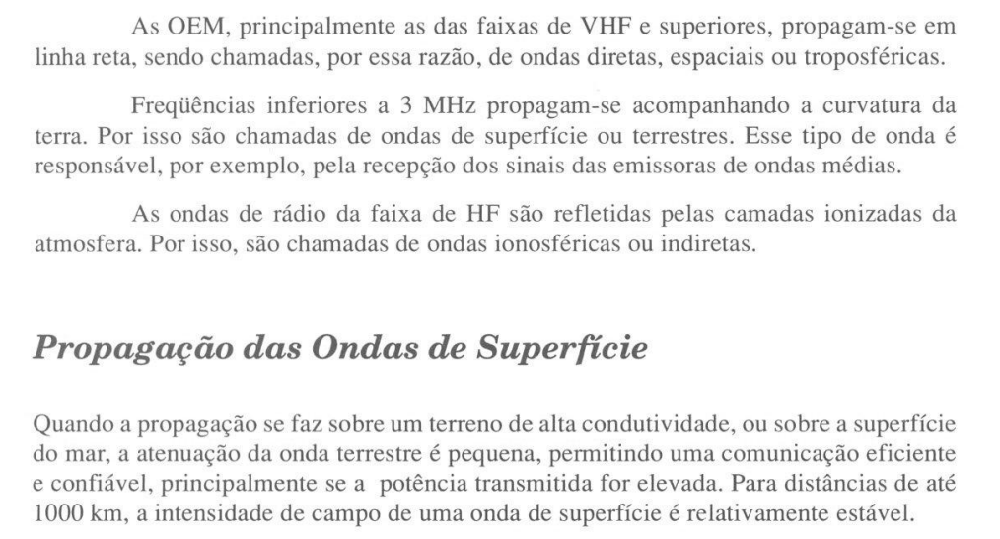 As OEM, principalmente as das faixas de VHF e superiores, propagam-se em
linha reta, sendo chamadas, por essa razão, de ondas diretas, espaciais ou troposféricas.
Freqüências inferiores a 3 MHz propagam-se acompanhando a curvatura da
terra. Por isso são chamadas de ondas de superfície ou terrestres. Esse tipo de onda é
responsável, por exemplo, pela recepção dos sinais das emissoras de ondas médias.
As ondas de rádio da faixa de HF são refletidas pelas camadas ionizadas da
atmosfera. Por isso, são chamadas de ondas ionosféricas ou indiretas.
Propagação das Ondas de Superfície
Quando a propagação se faz sobre um terreno de alta condutividade, ou sobre a superfície
do mar, a atenuação da onda terrestre é pequena, permitindo uma comunicação eficiente
e confiável, principalmente se a potência transmitida for elevada. Para distâncias de até
1000 km, a intensidade de campo de uma onda de superfície é relativamente estável.